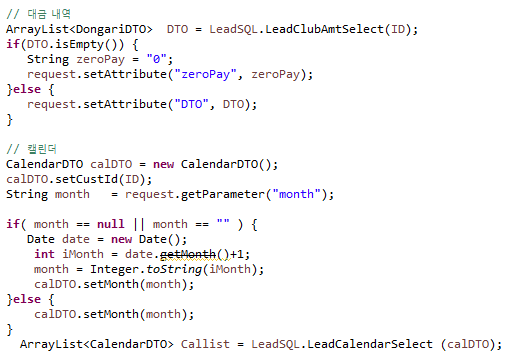 // 대금 내역
ArrayList<DongariDTO>  DTO = LeadSQL.LeadClubAmtSelect(ID);
if(DTO.isEmpty()) {
   String zeroPay = "0";
   request.setAttribute("zeroPay", zeroPay);
}else {
   request.setAttribute("DTO", DTO);
}

// 캘린더
CalendarDTO calDTO = new CalendarDTO();
calDTO.setCustId(ID);
String month   = request.getParameter("month");

if( month == null || month == "" ) {
   Date date = new Date();
    int iMonth = date.getMonth()+1;
    month = Integer.toString(iMonth);
    calDTO.setMonth(month);
}else {
    calDTO.setMonth(month);
}
  ArrayList<CalendarDTO> Callist = LeadSQL.LeadCalendarSelect (calDTO);